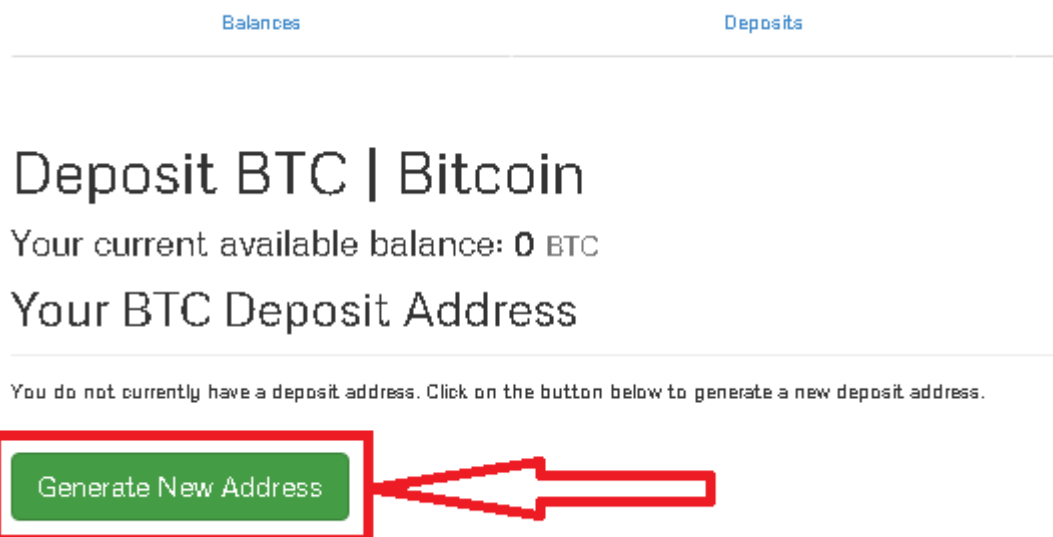 Balances Deposits
Deposit BTC | Bitcoin
Your current available balance: 0 BTC
Your BTC Deposit Address
You do not currently have a deposit address. Click on the button below to generate a new deposit address.
Generate New Address